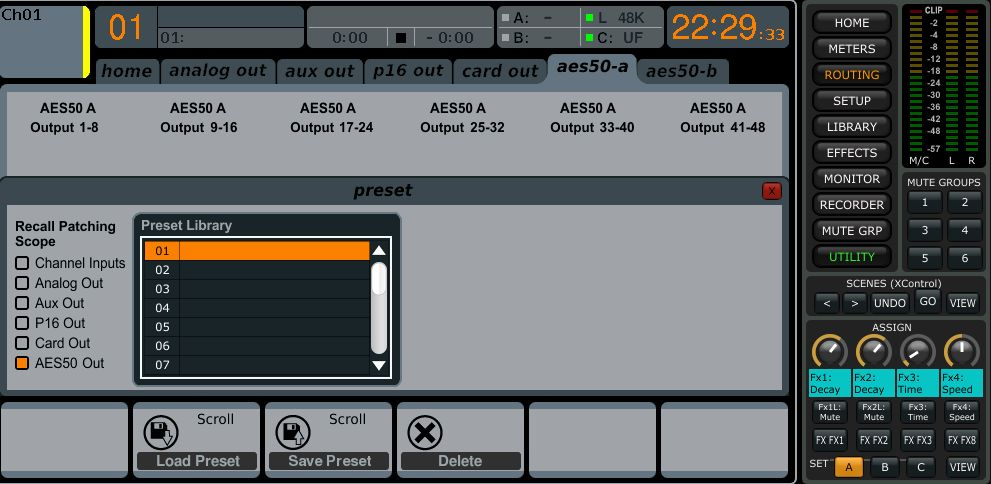 Ch01
01
01:
0:00 - 0:00
A: - L 48K
B: - C: UF
22:29:33
home analog out aux out p16 out card out aes50-a aes50-b
AES50 A AES50 A AES50 A AES50 A AES50 A AES50 A
Output 1-8 Output 9-16 Output 17-24 Output 25-32 Output 33-40 Output 41-48
preset
X
Recall Patching
Scope
Channel Inputs
Analog Out
Aux Out
P16 Out
Card Out
AES50 Out
Preset Library
01
02
03
04
05
06
07
Scroll
Load Preset
Scroll
Save Preset
Delete
HOME
METERS
ROUTING
SETUP
LIBRARY
EFFECTS
MONITOR
RECORDER
MUTE GRP
UTILITY
CLIP
-2
-4
-8
-12
-18
-24
-30
-36
-42
-48
-57
M/C L R
MUTE GROUPS
1 2
3 4
5 6
SCENES (XControl)
< > UNDO GO VIEW
ASSIGN
Fx1: Fx2: Fx3: Fx4:
Decay Decay Time Speed
Fx1L: Fx2L: Fx3: Fx4:
Mute Mute Time Speed
FX FX1 FX FX2 FX FX3 FX FX8
SET A B C VIEW